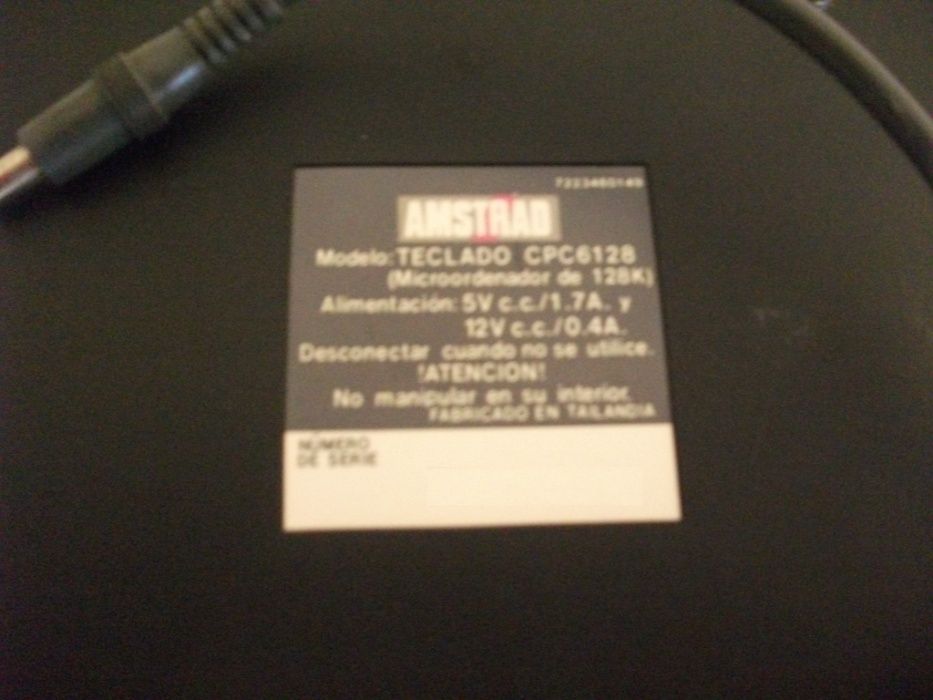 7223460149
AMSTRAD
Modelo: TECLADO CPC6128
(Microordenador de 128K)
Alimentación: 5V c.c./1.7A. y
12V c.c./0.4A.
Desconectar cuando no se utilice.
!ATENCION!
No manipular en su interior.
FABRICADO EN TAILANDIA
NÚMERO
DE SERIE